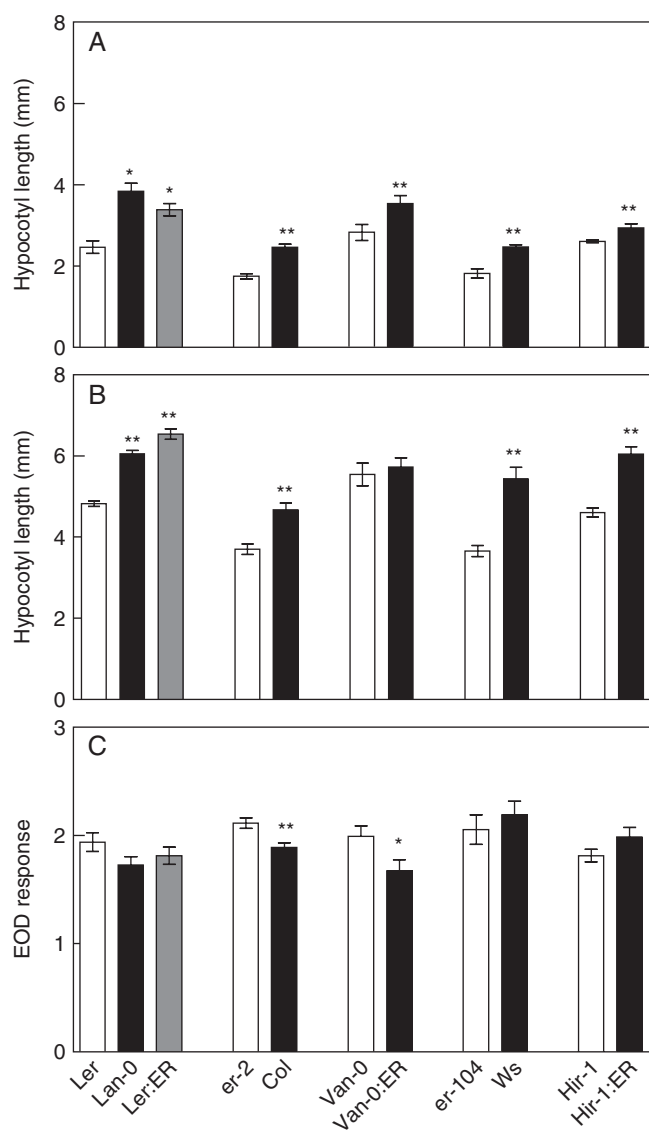 A
Hypocotyl length (mm)
8
6
4
2
0
* * ** ** ** **
B
Hypocotyl length (mm)
8
6
4
2
0
** ** ** ** **
C
EOD response
3
2
1
0
** *
Ler Lan-0 Ler:ER er-2 Col Van-0 Van-0:ER er-104 Ws Hir-1 Hir-1:ER